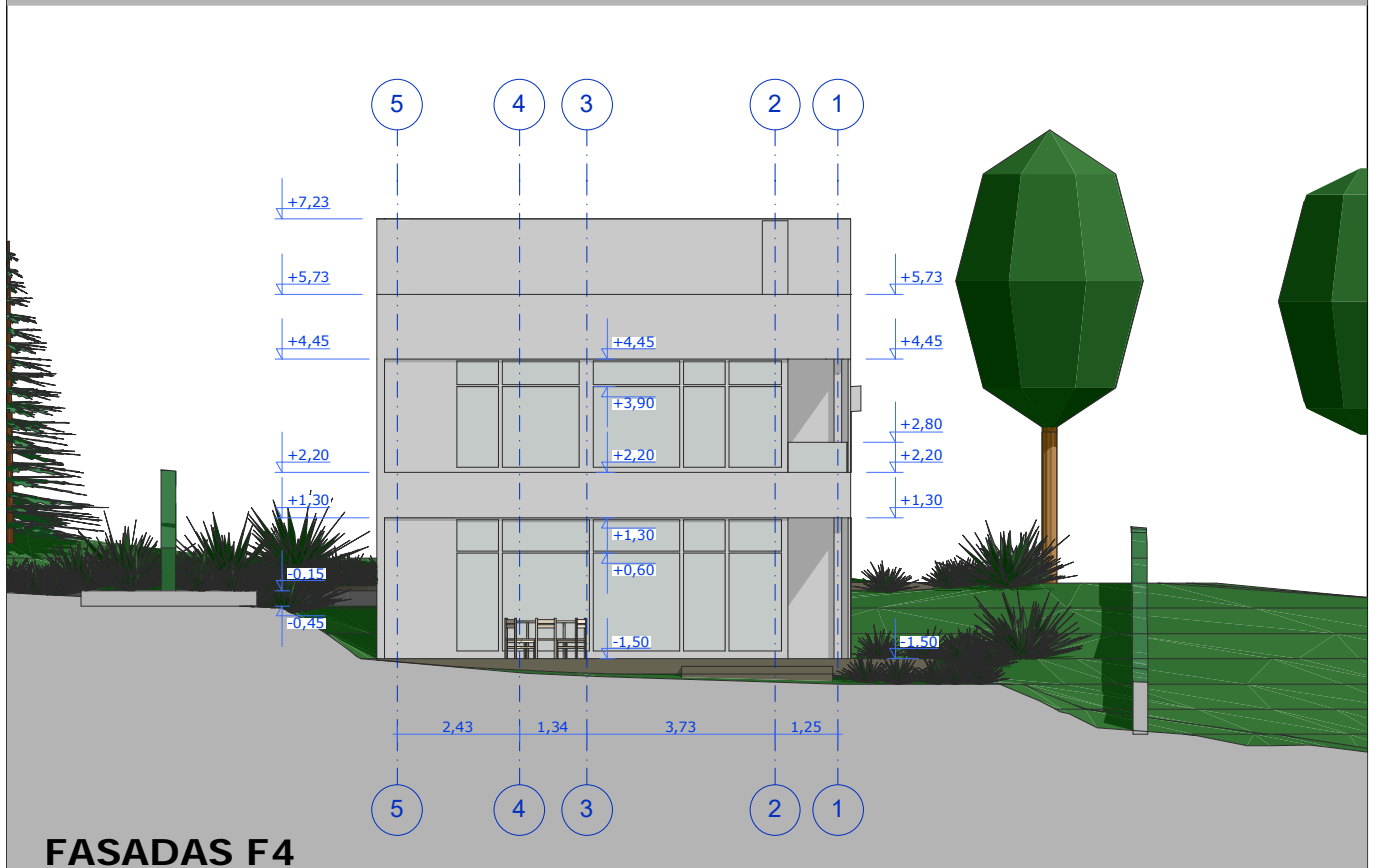 5 4 3 2 1
+7,23
+5,73 +5,73
+4,45 +4,45 +4,45
+3,90
+2,80
+2,20 +2,20 +2,20
+1,30 +1,30
+1,30
-0,15 +0,60
-0,45
-1,50 -1,50
2,43 1,34 3,73 1,25
5 4 3 2 1
FASADAS F4